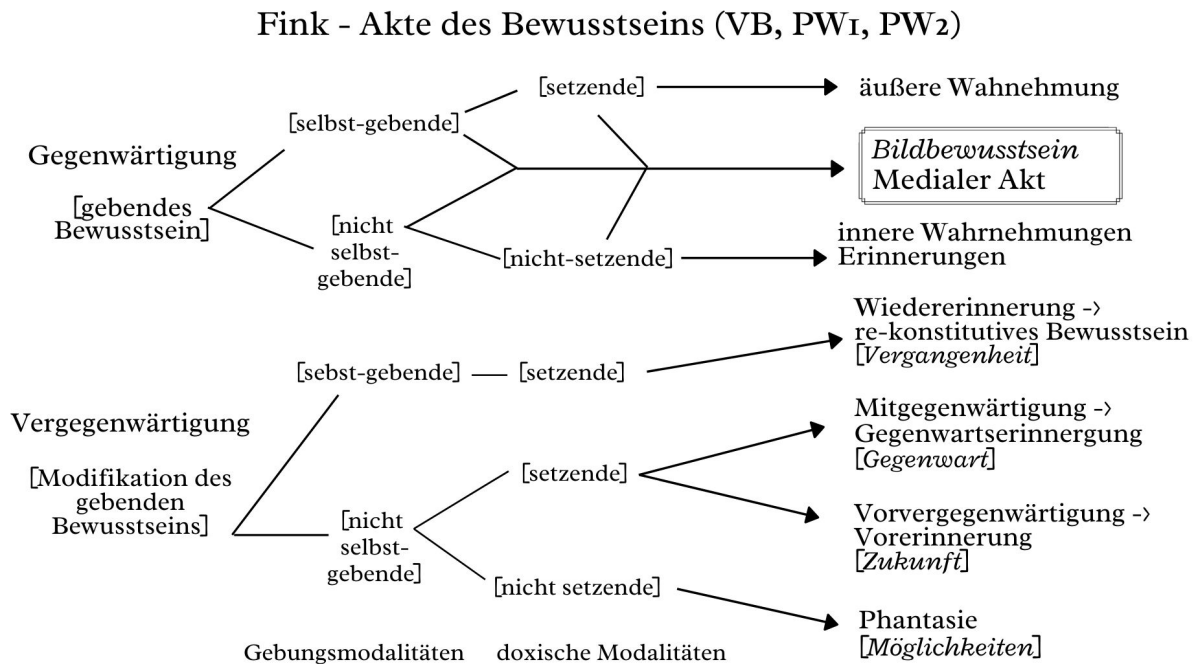 Fink - Akte des Bewusstseins (VB, PW1, PW2)
[setzende]
äußere Wahnehmung
[selbst-gebende]
Gegenwärtigung
Bildbewusstsein
Medialer Akt
[gebendes
Bewusstsein]
[nicht
selbst-
gebende]
[nicht-setzende]
innere Wahrnehmungen
Erinnerungen
Wiedererinnerung ->
re-konstitutives Bewusstsein
[Vergangenheit]
[sebst-gebende]
[setzende]
Vergegenwärtigung
Mitgegenwärtigung ->
Gegenwartserinnergung
[Gegenwart]
[Modifikation des
gebenden
Bewusstseins]
[setzende]
[nicht
selbst-
gebende]
Vorvergegenwärtigung ->
Vorerinnerung
[Zukunft]
[nicht setzende]
Phantasie
[Möglichkeiten]
Gebungsmodalitäten
doxische Modalitäten